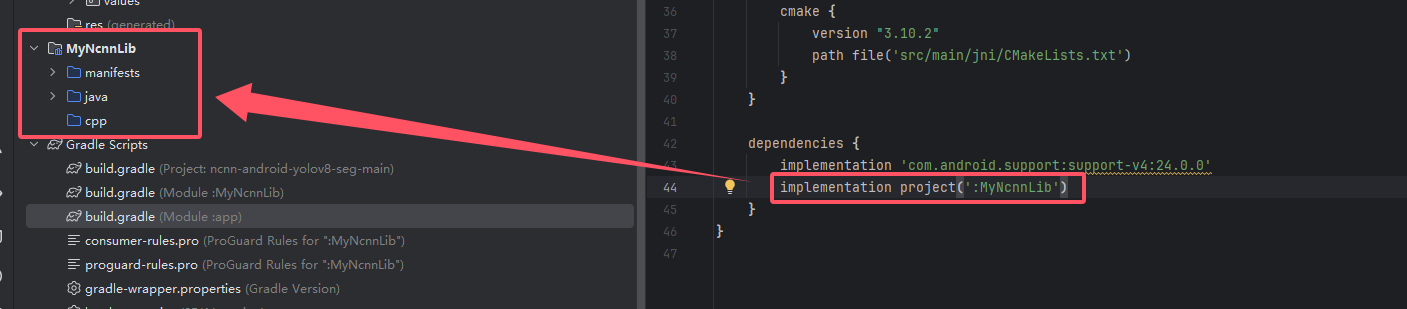 values
res (generated)
MyNcnnLib
manifests
java
cpp
Gradle Scripts
build.gradle (Project: ncnn-android-yolov8-seg-main)
build.gradle (Module :MyNcnnLib)
build.gradle (Module :app)
consumer-rules.pro (ProGuard Rules for ":MyNcnnLib")
proguard-rules.pro (ProGuard Rules for ":MyNcnnLib")
gradle-wrapper.properties (Gradle Version)
36 cmake {
37 version "3.10.2"
38 path file('src/main/jni/CMakeLists.txt')
39 }
40 }
41
42 dependencies {
43 implementation 'com.android.support:support-v4:24.0.0'
44 implementation project(':MyNcnnLib')
45 }
46 }
47